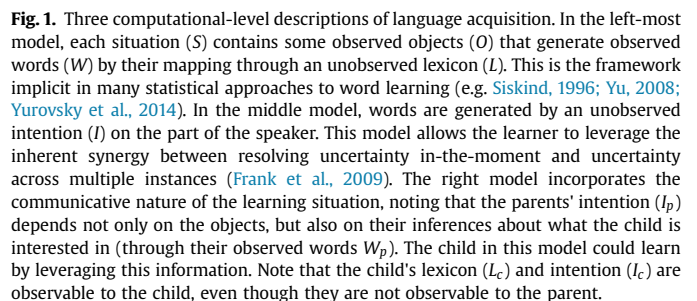 Fig. 1. Three computational-level descriptions of language acquisition. In the left-most
model, each situation (S) contains some observed objects (O) that generate observed
words (W) by their mapping through an unobserved lexicon (L). This is the framework
implicit in many statistical approaches to word learning (e.g. Siskind, 1996; Yu, 2008;
Yurovsky et al., 2014). In the middle model, words are generated by an unobserved
intention (I) on the part of the speaker. This model allows the learner to leverage the
inherent synergy between resolving uncertainty in-the-moment and uncertainty
across multiple instances (Frank et al., 2009). The right model incorporates the
communicative nature of the learning situation, noting that the parents' intention (Ip)
depends not only on the objects, but also on their inferences about what the child is
interested in (through their observed words Wp). The child in this model could learn
by leveraging this information. Note that the child's lexicon (Lc) and intention (Ic) are
observable to the child, even though they are not observable to the parent.